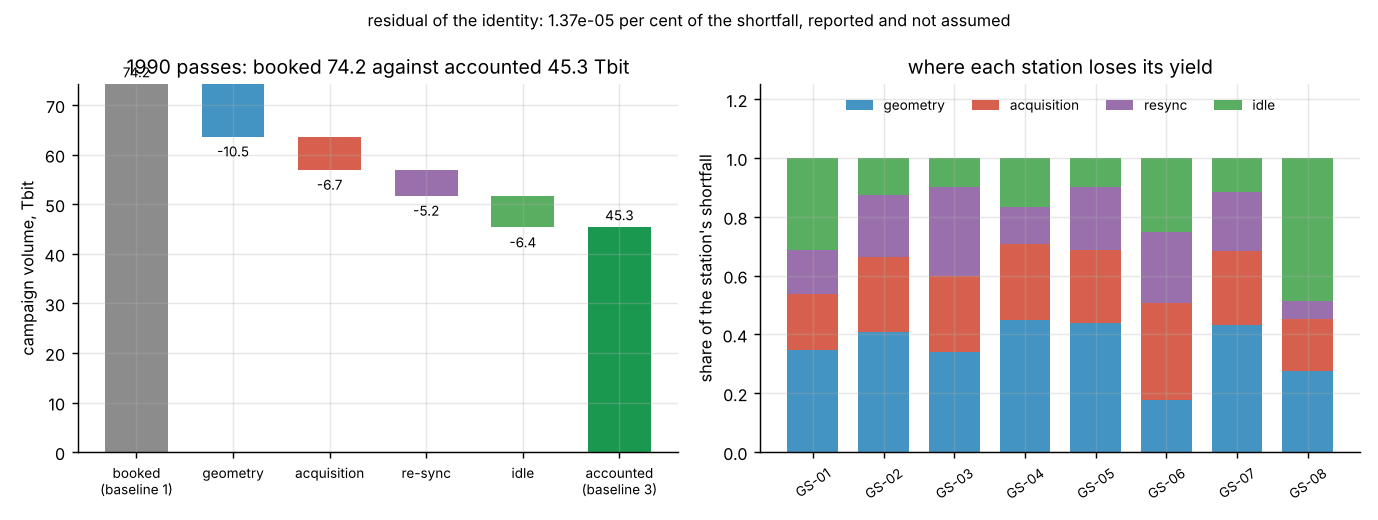 residual of the identity: 1.37e-05 per cent of the shortfall, reported and not assumed
1990 passes: booked 74.2 against accounted 45.3 Tbit
campaign volume, Tbit
70
60
50
40
30
20
10
0
74.2
-10.5
-6.7
-5.2
-6.4
45.3
booked
(baseline 1)
geometry
acquisition
re-sync
idle
accounted
(baseline 3)
where each station loses its yield
geometry
acquisition
resync
idle
share of the station's shortfall
1.2
1.0
0.8
0.6
0.4
0.2
0.0
GS-01
GS-02
GS-03
GS-04
GS-05
GS-06
GS-07
GS-08